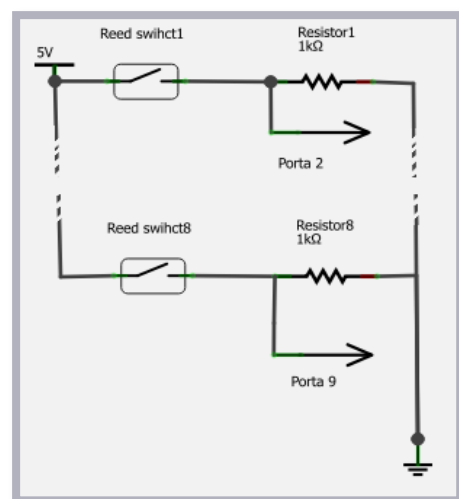 5V
Reed swihct1
Resistor1
1kΩ
Porta 2
Reed swihct8
Resistor8
1kΩ
Porta 9